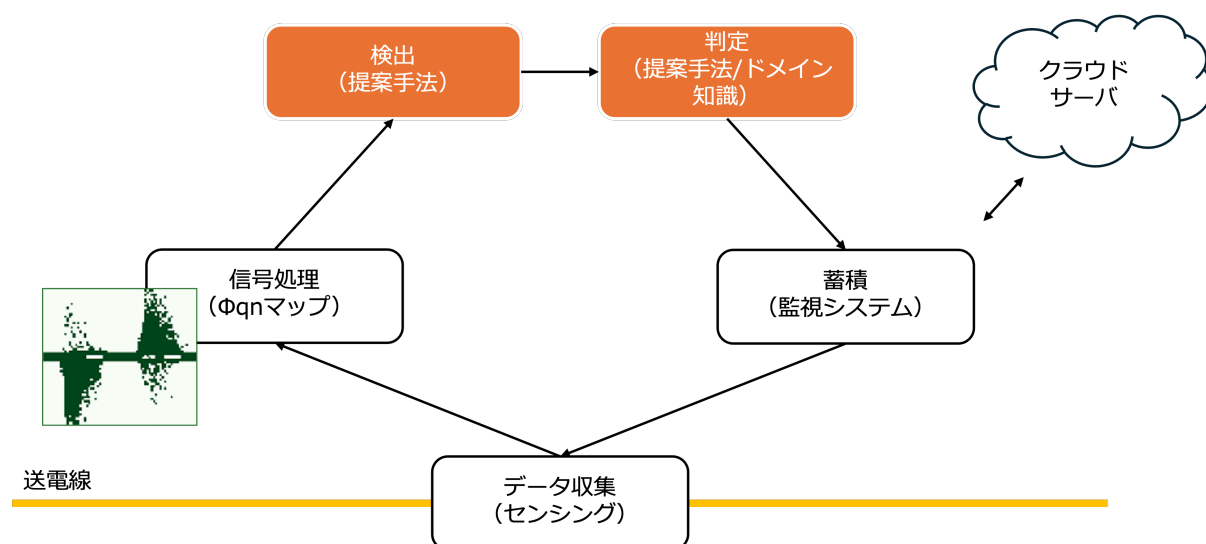 検出
（提案手法）
判定
（提案手法/ドメイン
知識）
クラウド
サーバ
信号処理
（Φqnマップ）
蓄積
（監視システム）
送電線
データ収集
（センシング）